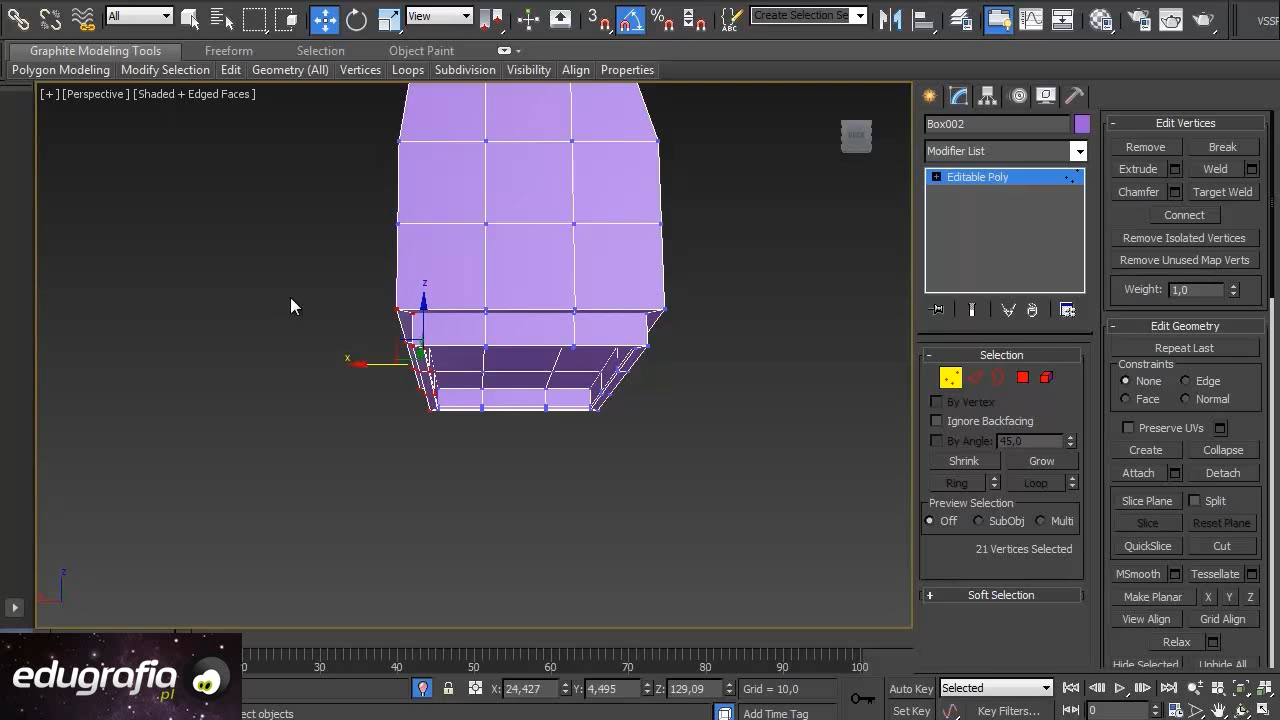 All
View
3
%
ABC
Create Selection Se
VSSF
Graphite Modeling Tools
Freeform
Selection
Object Paint
Polygon Modeling
Modify Selection
Edit
Geometry (All)
Vertices
Loops
Subdivision
Visibility
Align
Properties
[ + ] [Perspective ] [Shaded + Edged Faces ]
z
x
z
Box002
Modifier List
Editable Poly
Selection
By Vertex
Ignore Backfacing
By Angle: 45,0
Shrink
Grow
Ring
Loop
Preview Selection
Off
SubObj
Multi
21 Vertices Selected
Soft Selection
Edit Vertices
Remove
Break
Extrude
Weld
Chamfer
Target Weld
Connect
Remove Isolated Vertices
Remove Unused Map Verts
Weight: 1,0
Edit Geometry
Repeat Last
Constraints
None
Edge
Face
Normal
Preserve UVs
Create
Collapse
Attach
Detach
Slice Plane
Split
Slice
Reset Plane
QuickSlice
Cut
MSmooth
Tessellate
Make Planar
X
Y
Z
View Align
Grid Align
Relax
Hide Selected
Unhide All
edugrafia
.pl
30
40
50
60
70
80
90
100
X: 24,427
Y: 4,495
Z: 129,09
Grid = 10,0
ect objects
Add Time Tag
Auto Key
Selected
Set Key
Key Filters...
0